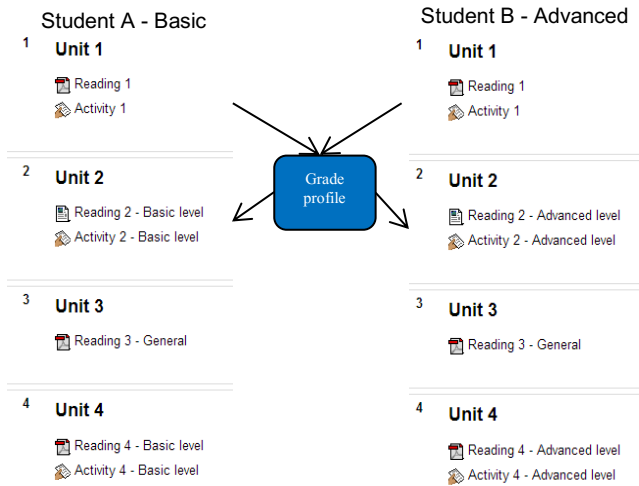 Student A - Basic
1 Unit 1
Reading 1
Activity 1
2 Unit 2
Reading 2 - Basic level
Activity 2 - Basic level
3 Unit 3
Reading 3 - General
4 Unit 4
Reading 4 - Basic level
Activity 4 - Basic level
Grade
profile
Student B - Advanced
1 Unit 1
Reading 1
Activity 1
2 Unit 2
Reading 2 - Advanced level
Activity 2 - Advanced level
3 Unit 3
Reading 3 - General
4 Unit 4
Reading 4 - Advanced level
Activity 4 - Advanced level